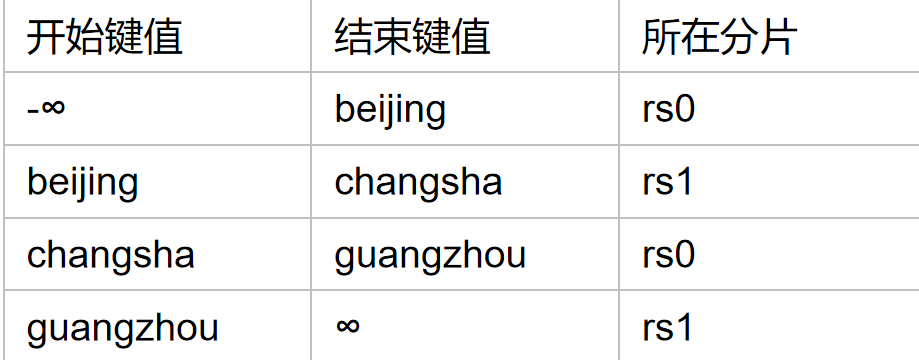 开始键值 结束键值 所在分片
-∞ beijing rs0
beijing changsha rs1
changsha guangzhou rs0
guangzhou ∞ rs1